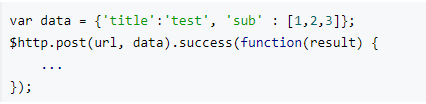 var data = {'title':'test', 'sub' : [1,2,3]};
$http.post(url, data).success(function(result) {
    ...
});